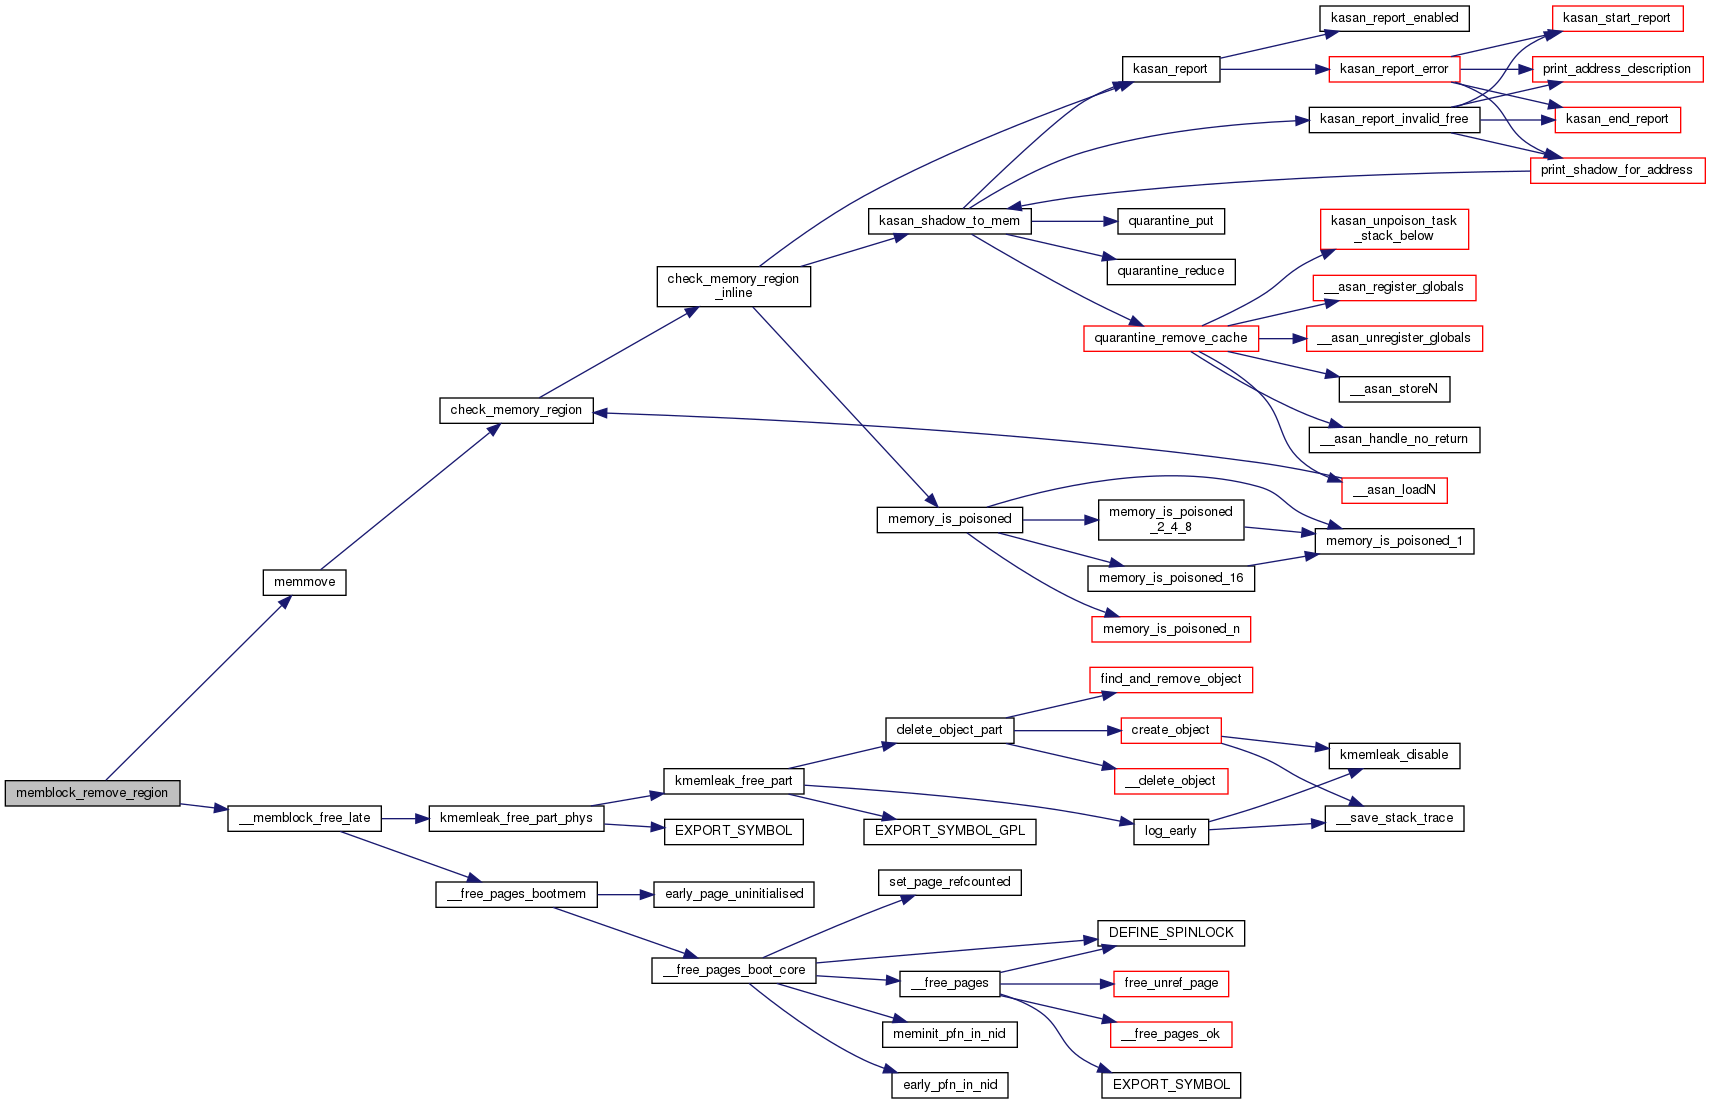 kasan_report_enabled
kasan_start_report
kasan_report
kasan_report_error
print_address_description
kasan_report_invalid_free
kasan_end_report
print_shadow_for_address
kasan_shadow_to_mem
quarantine_put
kasan_unpoison_task
_stack_below
quarantine_reduce
check_memory_region
_inline
__asan_register_globals
quarantine_remove_cache
__asan_unregister_globals
__asan_storeN
check_memory_region
__asan_handle_no_return
__asan_loadN
memory_is_poisoned
memory_is_poisoned
_2_4_8
memory_is_poisoned_1
memmove
memory_is_poisoned_16
memory_is_poisoned_n
find_and_remove_object
delete_object_part
create_object
kmemleak_disable
kmemleak_free_part
__delete_object
memblock_remove_region
__memblock_free_late
kmemleak_free_part_phys
EXPORT_SYMBOL
EXPORT_SYMBOL_GPL
log_early
__save_stack_trace
set_page_refcounted
__free_pages_bootmem
early_page_uninitialised
DEFINE_SPINLOCK
__free_pages_boot_core
__free_pages
free_unref_page
meminit_pfn_in_nid
__free_pages_ok
early_pfn_in_nid
EXPORT_SYMBOL